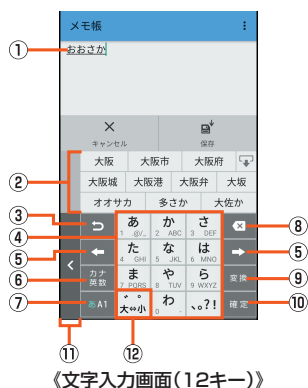 メモ帳
① おおさか
キャンセル 保存
② 大阪 大阪市 大阪府
大阪城 大阪港 大阪弁 大坂
オオサカ 多さか 大佐か
③ ④ あ 1 .@/_ か 2 ABC さ 3 DEF ⑧
⑤ た 4 GHI な 5 JKL は 6 MNO ⑤
⑥ カナ英数 ま 7 PQRS や 8 TUV ら 9 WXYZ 変換 ⑨
⑦ あA1 ゛゜大⇔小 わ 0 、。?! 確定 ⑩
⑪ ⑫
《文字入力画面(12キー)》